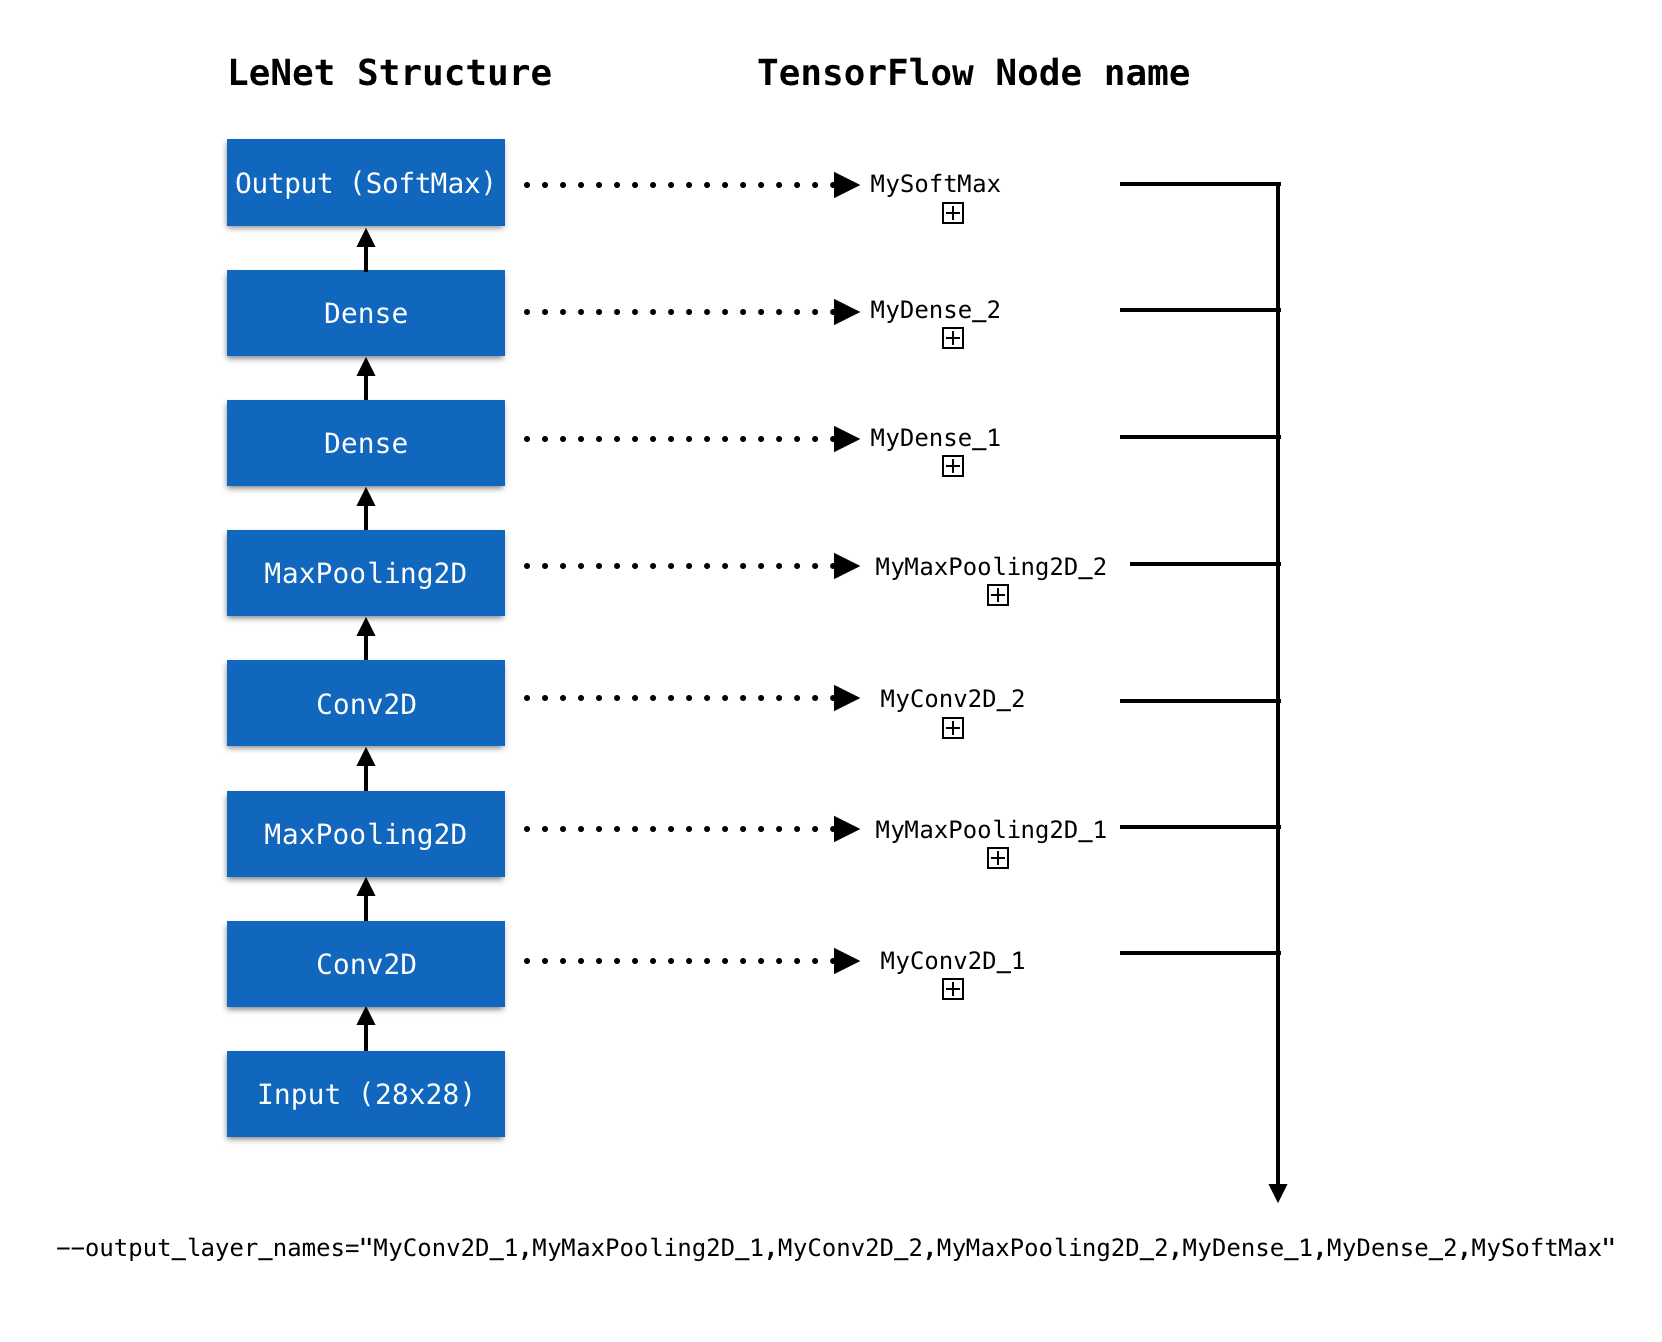 LeNet Structure
TensorFlow Node name
Output (SoftMax)
MySoftMax
Dense
MyDense_2
Dense
MyDense_1
MaxPooling2D
MyMaxPooling2D_2
Conv2D
MyConv2D_2
MaxPooling2D
MyMaxPooling2D_1
Conv2D
MyConv2D_1
Input (28x28)
--output_layer_names="MyConv2D_1,MyMaxPooling2D_1,MyConv2D_2,MyMaxPooling2D_2,MyDense_1,MyDense_2,MySoftMax"